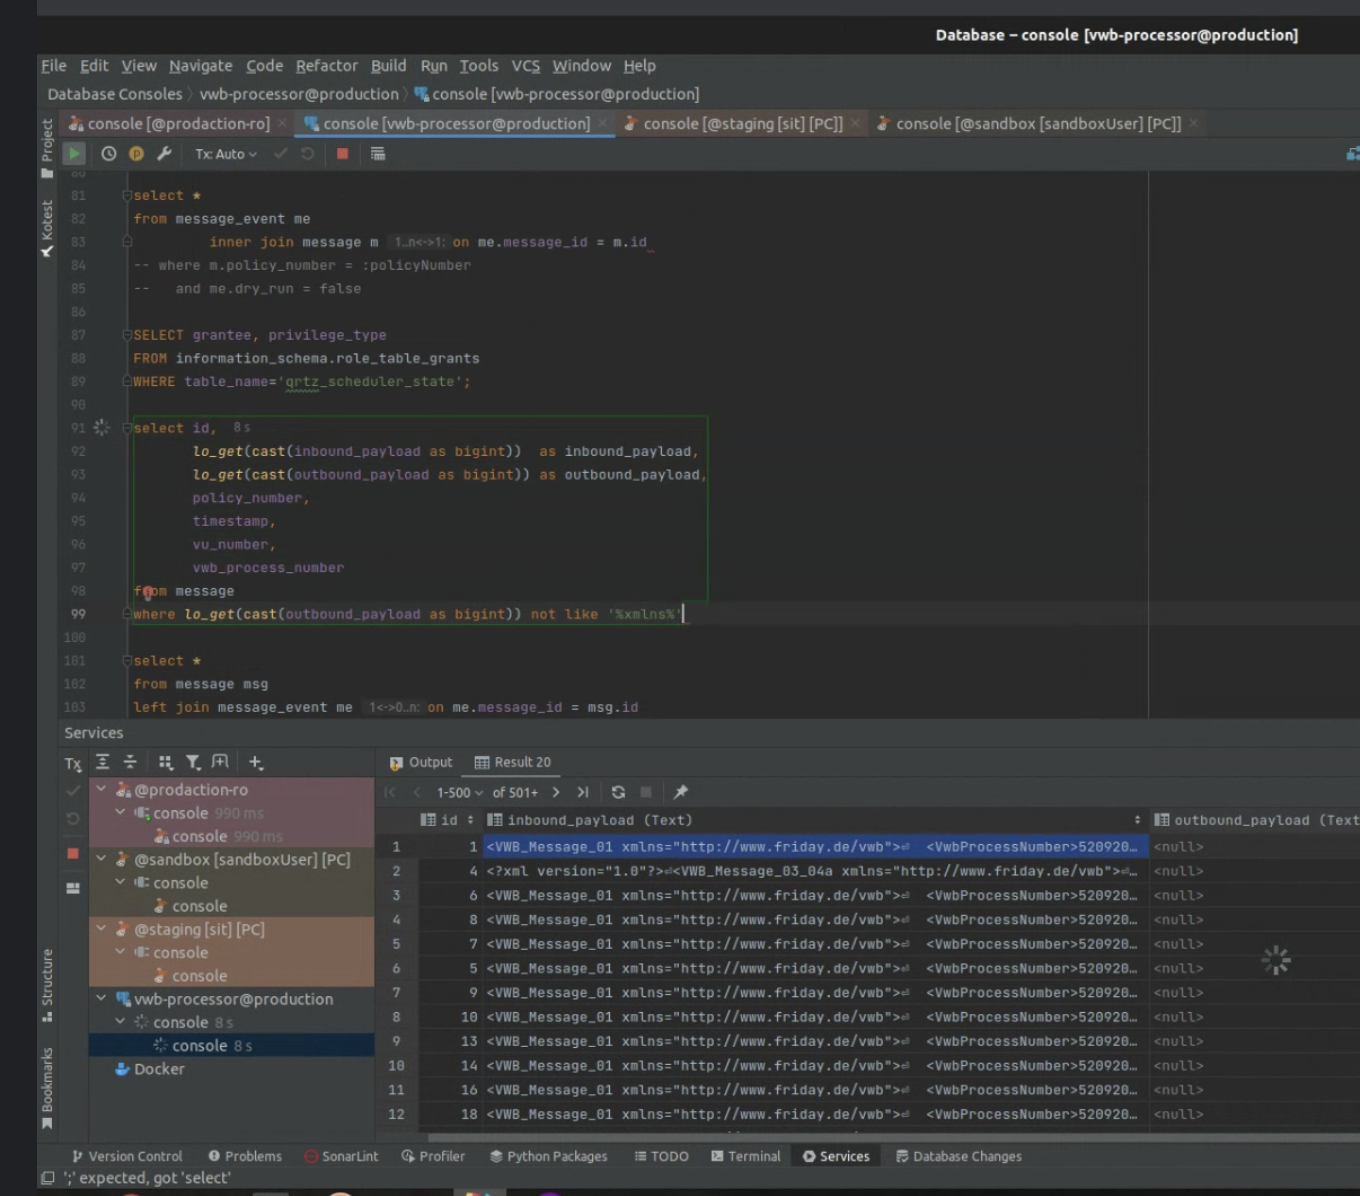 Database – console [vwb-processor@production]
File Edit View Navigate Code Refactor Build Run Tools VCS Window Help
Database Consoles 〉 vwb-processor@production 〉 console [vwb-processor@production]
console [@prodaction-ro] × console [vwb-processor@production] × console [@staging [sit] [PC]] × console [@sandbox [sandboxUser] [PC]] ×
Tx: Auto
Project
Kotest
80
81 select *
82 from message_event me
83 inner join message m 1..n<->1: on me.message_id = m.id
84 -- where m.policy_number = :policyNumber
85 -- and me.dry_run = false
86
87 SELECT grantee, privilege_type
88 FROM information_schema.role_table_grants
89 WHERE table_name='qrtz_scheduler_state';
90
91 select id, 8 s
92 lo_get(cast(inbound_payload as bigint)) as inbound_payload,
93 lo_get(cast(outbound_payload as bigint)) as outbound_payload,
94 policy_number,
95 timestamp,
96 vu_number,
97 vwb_process_number
98 from message
99 where lo_get(cast(outbound_payload as bigint)) not like '%xmlns%'
100
101 select *
102 from message msg
103 left join message_event me 1<->0..n: on me.message_id = msg.id
Services
Tx
@prodaction-ro
console 990 ms
console 990 ms
@sandbox [sandboxUser] [PC]
console
console
@staging [sit] [PC]
console
console
vwb-processor@production
console 8 s
console 8 s
Docker
Structure
Bookmarks
Output Result 20
1-500 of 501+
id inbound_payload (Text) outbound_payload (Text
1 1 <VWB_Message_01 xmlns="http://www.friday.de/vwb">⏎ <VwbProcessNumber>520920… <null>
2 4 <?xml version="1.0"?>⏎<VWB_Message_03_04a xmlns="http://www.friday.de/vwb">⏎… <null>
3 6 <VWB_Message_01 xmlns="http://www.friday.de/vwb">⏎ <VwbProcessNumber>520920… <null>
4 8 <VWB_Message_01 xmlns="http://www.friday.de/vwb">⏎ <VwbProcessNumber>520920… <null>
5 7 <VWB_Message_01 xmlns="http://www.friday.de/vwb">⏎ <VwbProcessNumber>520920… <null>
6 5 <VWB_Message_01 xmlns="http://www.friday.de/vwb">⏎ <VwbProcessNumber>520920… <null>
7 9 <VWB_Message_01 xmlns="http://www.friday.de/vwb">⏎ <VwbProcessNumber>520920… <null>
8 10 <VWB_Message_01 xmlns="http://www.friday.de/vwb">⏎ <VwbProcessNumber>520920… <null>
9 13 <VWB_Message_01 xmlns="http://www.friday.de/vwb">⏎ <VwbProcessNumber>520920… <null>
10 14 <VWB_Message_01 xmlns="http://www.friday.de/vwb">⏎ <VwbProcessNumber>520920… <null>
11 16 <VWB_Message_01 xmlns="http://www.friday.de/vwb">⏎ <VwbProcessNumber>520920… <null>
12 18 <VWB_Message_01 xmlns="http://www.friday.de/vwb">⏎ <VwbProcessNumber>520920… <null>
Version Control Problems SonarLint Profiler Python Packages TODO Terminal Services Database Changes
';' expected, got 'select'